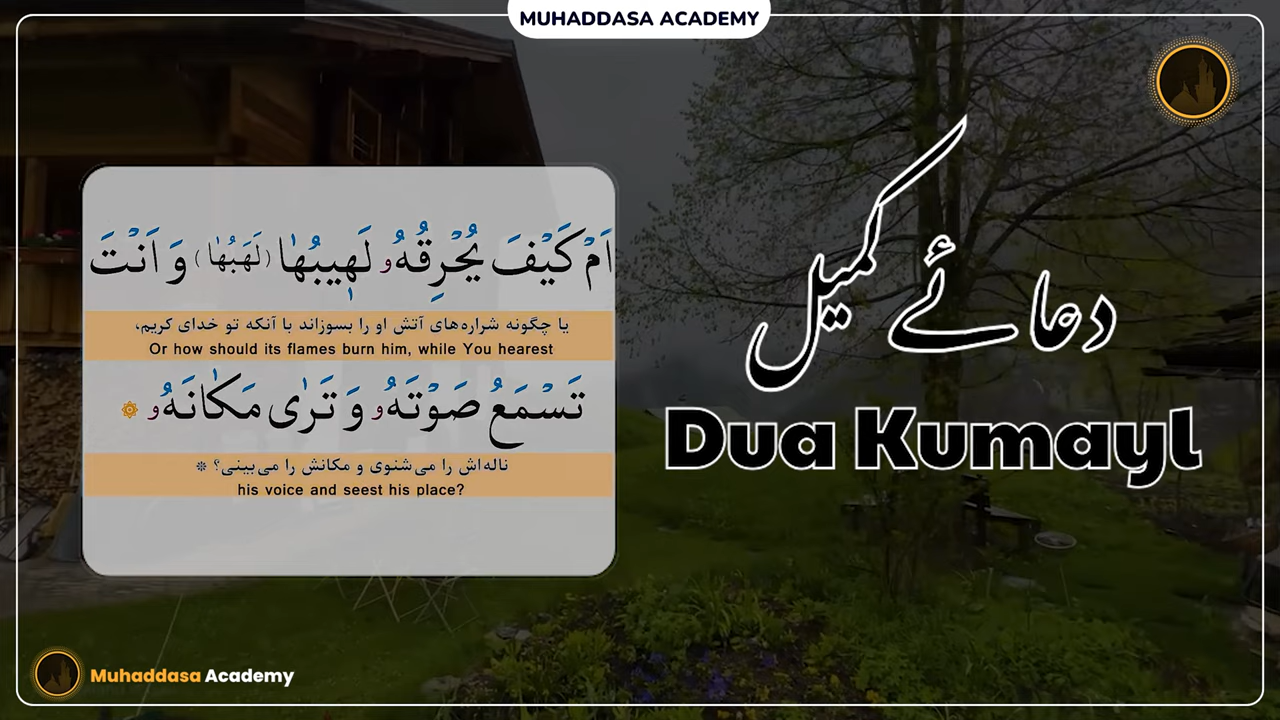 MUHADDASA ACADEMY
اَمْ كَيْفَ يُحْرِقُهُۥ لَهٖيبُهٰا (لَهَبُهٰا) وَ اَنْتَ
یا چگونه شراره‌های آتش او را بسوزاند با آنکه تو خدای کریم،
Or how should its flames burn him, while You hearest
تَسْمَعُ صَوْتَهُۥ وَ تَرٰى مَكٰانَهُۥ ۞
ناله‌اش را می‌شنوی و مکانش را می‌بینی؟ *
his voice and seest his place?
دعائے کمیل
Dua Kumayl
Muhaddasa Academy